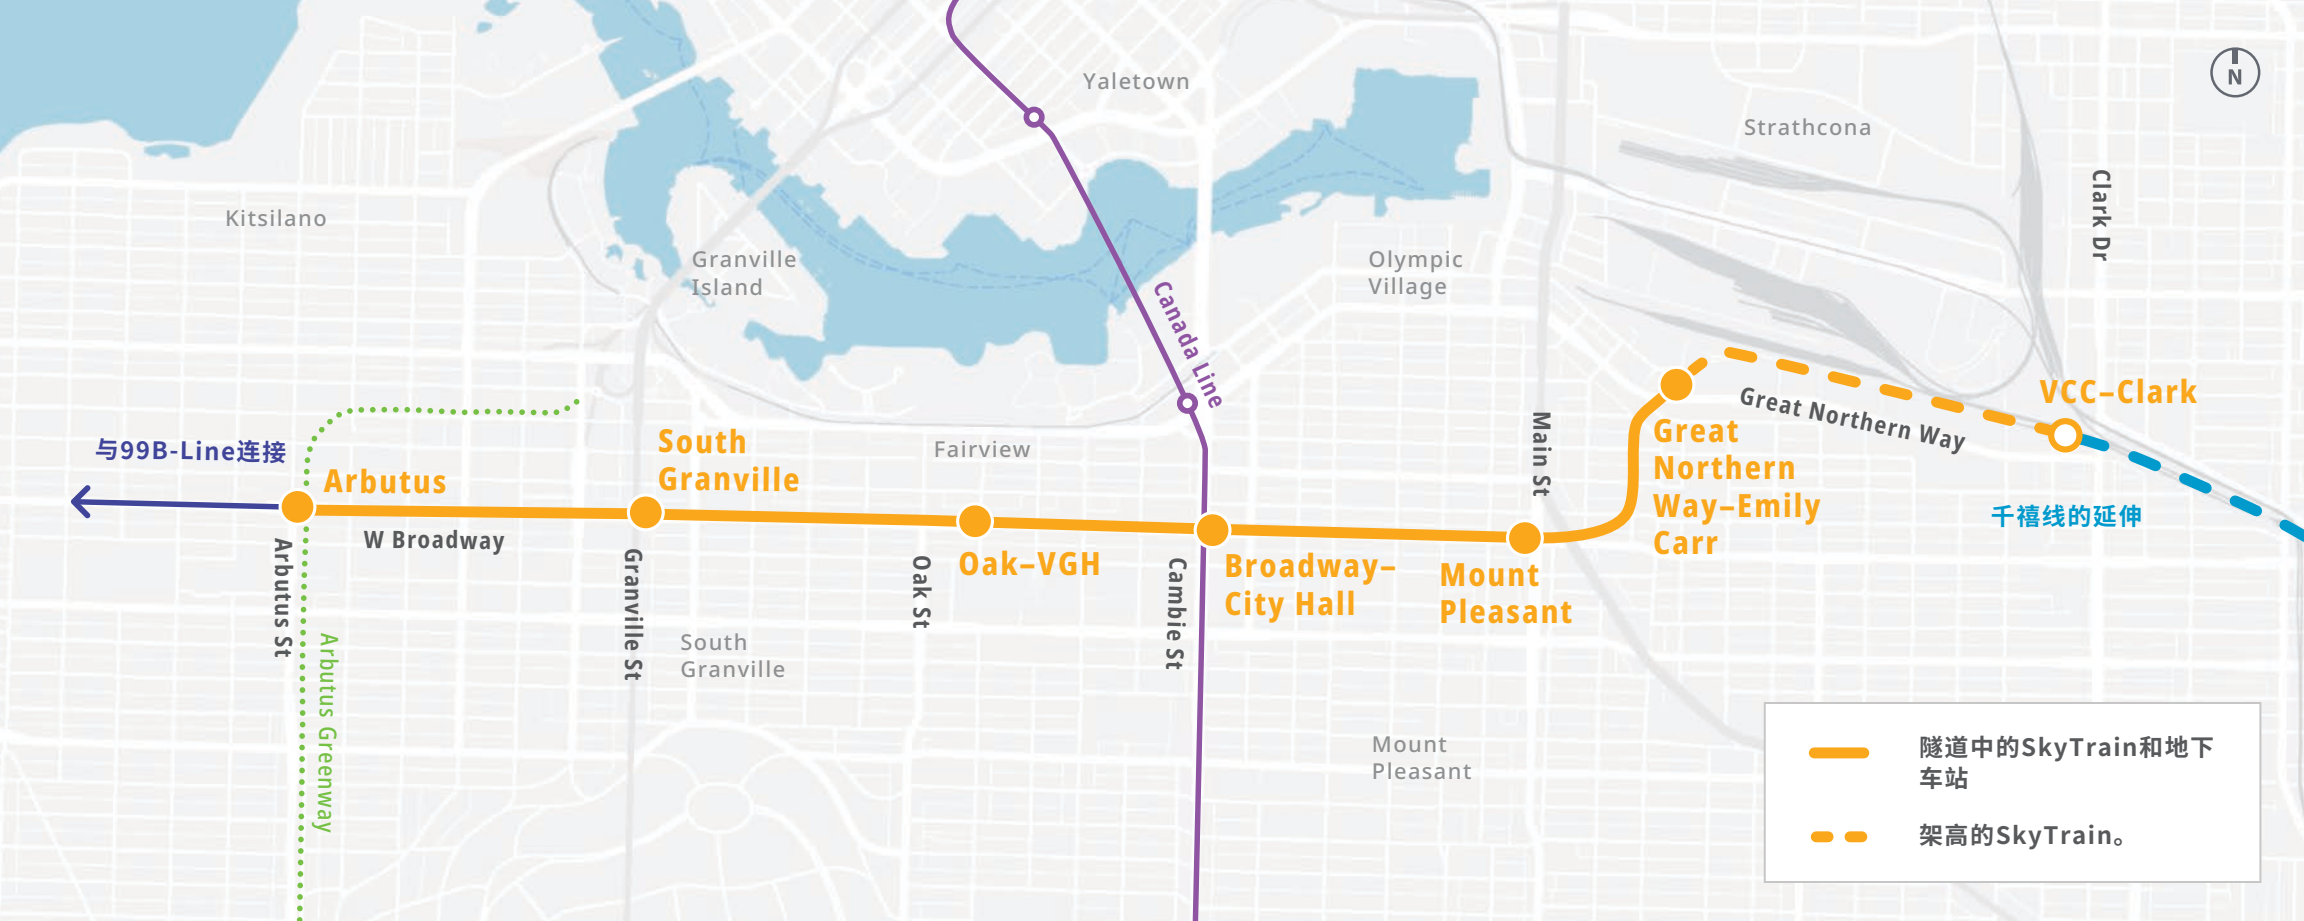 Yaletown
N
Strathcona
Clark Dr
Kitsilano
Granville
Island
Olympic
Village
Canada Line
VCC–Clark
Great Northern Way
与99B-Line连接
Arbutus
South
Granville
Fairview
Main St
Great
Northern
Way–Emily
Carr
千禧线的延伸
W Broadway
Arbutus St
Granville St
Oak St
Oak–VGH
Cambie St
Broadway–
City Hall
Mount
Pleasant
Arbutus Greenway
South
Granville
Mount
Pleasant
隧道中的SkyTrain和地下
车站
架高的SkyTrain。